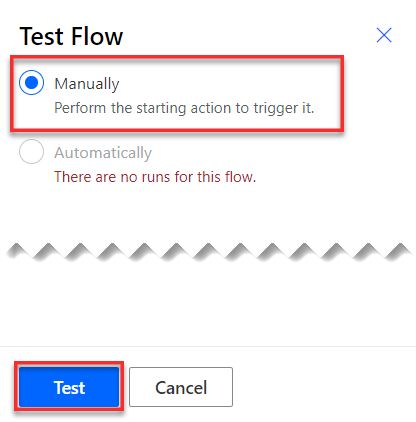 Test Flow
Manually
Perform the starting action to trigger it.
Automatically
There are no runs for this flow.
Test
Cancel